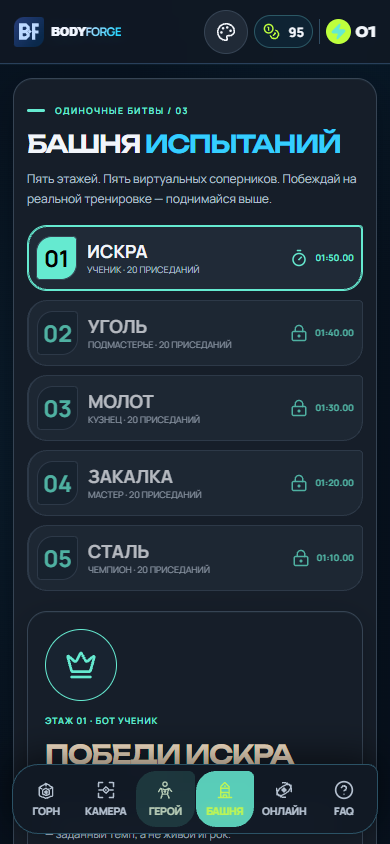 BF BODYFORGE
95
01
ОДИНОЧНЫЕ БИТВЫ / 03
БАШНЯ ИСПЫТАНИЙ
Пять этажей. Пять виртуальных соперников. Побеждай на
реальной тренировке — поднимайся выше.
01 ИСКРА 01:50.00
УЧЕНИК · 20 ПРИСЕДАНИЙ
02 УГОЛЬ 01:40.00
ПОДМАСТЕРЬЕ · 20 ПРИСЕДАНИЙ
03 МОЛОТ 01:30.00
КУЗНЕЦ · 20 ПРИСЕДАНИЙ
04 ЗАКАЛКА 01:20.00
МАСТЕР · 20 ПРИСЕДАНИЙ
05 СТАЛЬ 01:10.00
ЧЕМПИОН · 20 ПРИСЕДАНИЙ
ЭТАЖ 01 · БОТ УЧЕНИК
ПОБЕДИ ИСКРА
ГОРН КАМЕРА ГЕРОЙ БАШНЯ ОНЛАЙН FAQ
— заданный темп, а не живой игрок.